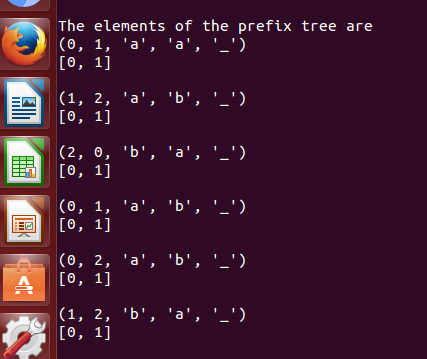 The elements of the prefix tree are
(0, 1, 'a', 'a', '_')
[0, 1]
(1, 2, 'a', 'b', '_')
[0, 1]
(2, 0, 'b', 'a', '_')
[0, 1]
(0, 1, 'a', 'b', '_')
[0, 1]
(0, 2, 'a', 'b', '_')
[0, 1]
(1, 2, 'b', 'a', '_')
[0, 1]